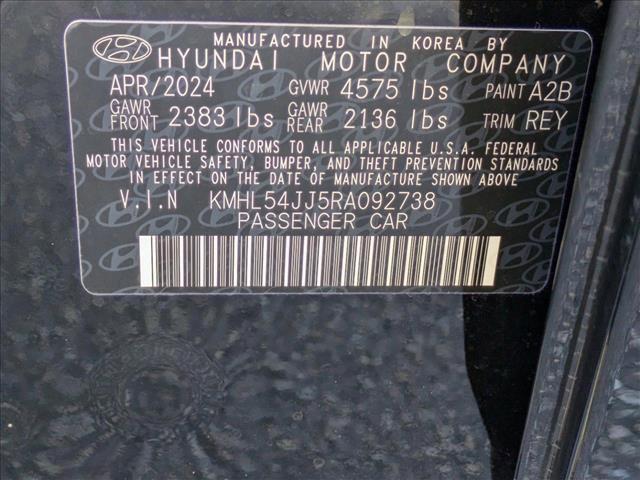 MANUFACTURED IN KOREA BY
HYUNDAI MOTOR COMPANY
APR/2024 GVWR 4575 lbs PAINT A2B
GAWR FRONT 2383 lbs GAWR REAR 2136 lbs TRIM REY
THIS VEHICLE CONFORMS TO ALL APPLICABLE U.S.A. FEDERAL
MOTOR VEHICLE SAFETY, BUMPER, AND THEFT PREVENTION STANDARDS
IN EFFECT ON THE DATE OF MANUFACTURE SHOWN ABOVE
V.I.N KMHL54JJ5RA092738
PASSENGER CAR